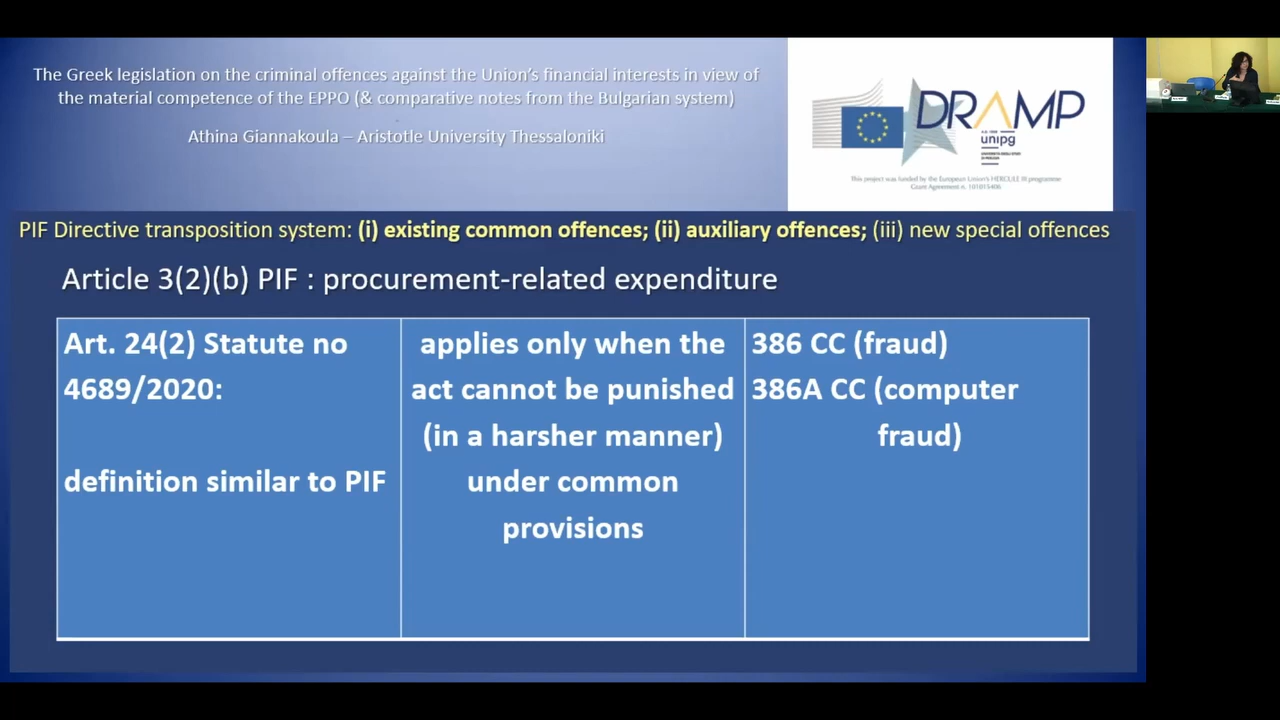 The Greek legislation on the criminal offences against the Union's financial interests in view of
the material competence of the EPPO (& comparative notes from the Bulgarian system)
Athina Giannakoula – Aristotle University Thessaloniki
DRAMP
unipg
This project was funded by the European Union's HERCULE III programme
Grant Agreement n. 101015406
PIF Directive transposition system: (i) existing common offences; (ii) auxiliary offences; (iii) new special offences
Article 3(2)(b) PIF : procurement-related expenditure
Art. 24(2) Statute no
4689/2020:
definition similar to PIF
applies only when the
act cannot be punished
(in a harsher manner)
under common
provisions
386 CC (fraud)
386A CC (computer
fraud)